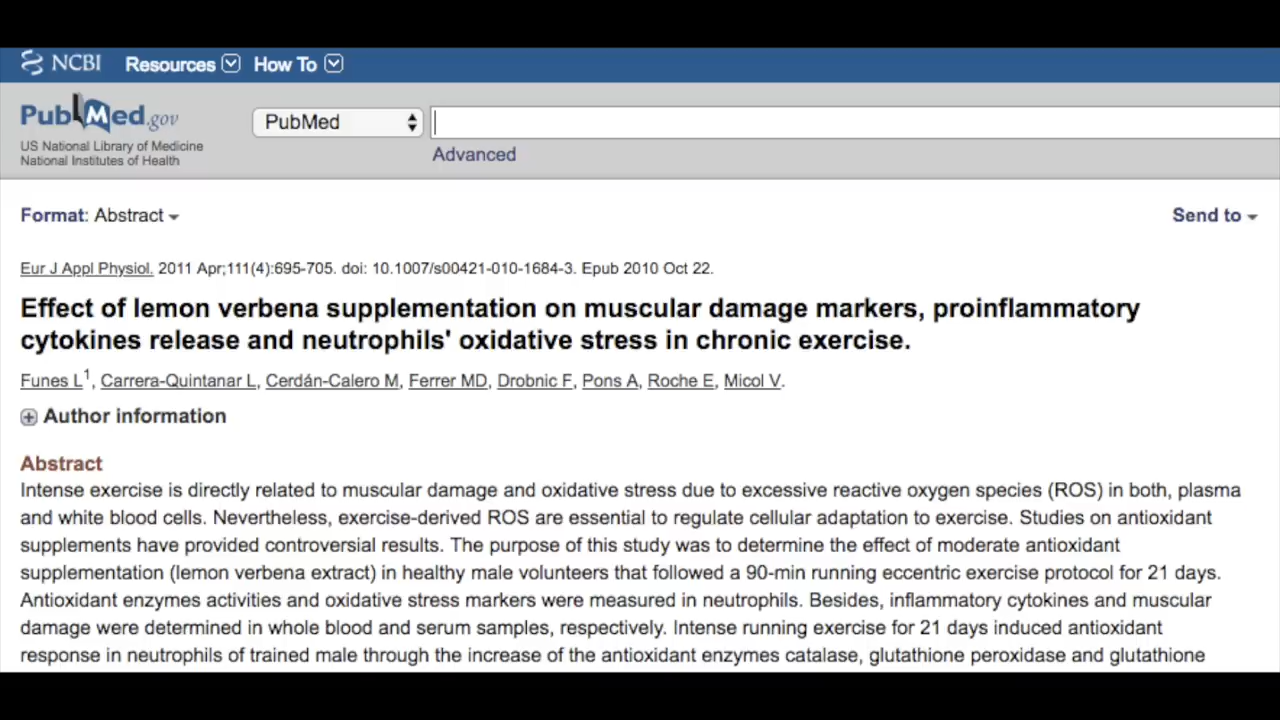 NCBI Resources How To
PubMed.gov
US National Library of Medicine
National Institutes of Health
PubMed
Advanced
Format: Abstract
Send to
Eur J Appl Physiol. 2011 Apr;111(4):695-705. doi: 10.1007/s00421-010-1684-3. Epub 2010 Oct 22.
Effect of lemon verbena supplementation on muscular damage markers, proinflammatory
cytokines release and neutrophils' oxidative stress in chronic exercise.
Funes L1, Carrera-Quintanar L, Cerdán-Calero M, Ferrer MD, Drobnic F, Pons A, Roche E, Micol V.
Author information
Abstract
Intense exercise is directly related to muscular damage and oxidative stress due to excessive reactive oxygen species (ROS) in both, plasma
and white blood cells. Nevertheless, exercise-derived ROS are essential to regulate cellular adaptation to exercise. Studies on antioxidant
supplements have provided controversial results. The purpose of this study was to determine the effect of moderate antioxidant
supplementation (lemon verbena extract) in healthy male volunteers that followed a 90-min running eccentric exercise protocol for 21 days.
Antioxidant enzymes activities and oxidative stress markers were measured in neutrophils. Besides, inflammatory cytokines and muscular
damage were determined in whole blood and serum samples, respectively. Intense running exercise for 21 days induced antioxidant
response in neutrophils of trained male through the increase of the antioxidant enzymes catalase, glutathione peroxidase and glutathione